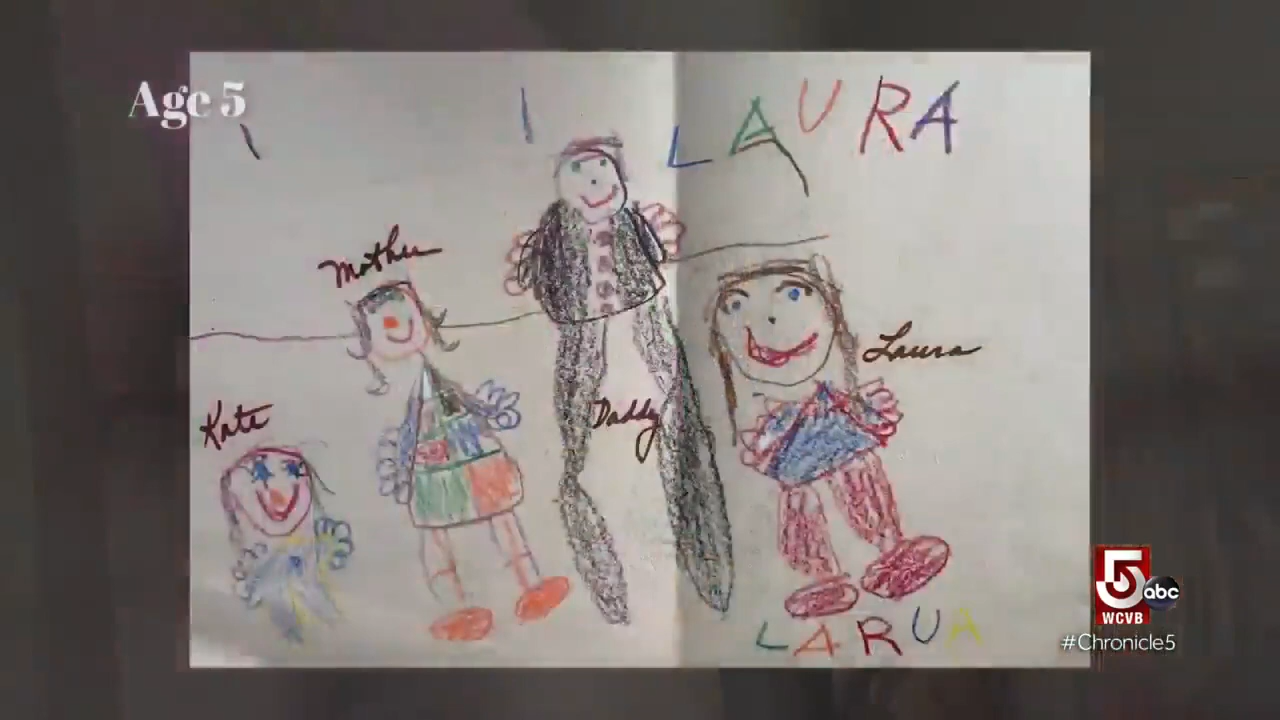 Age 5
I I LAURA
Mother
Laura
Kate
Daddy
LARUA
5 abc
WCVB
#Chronicle5